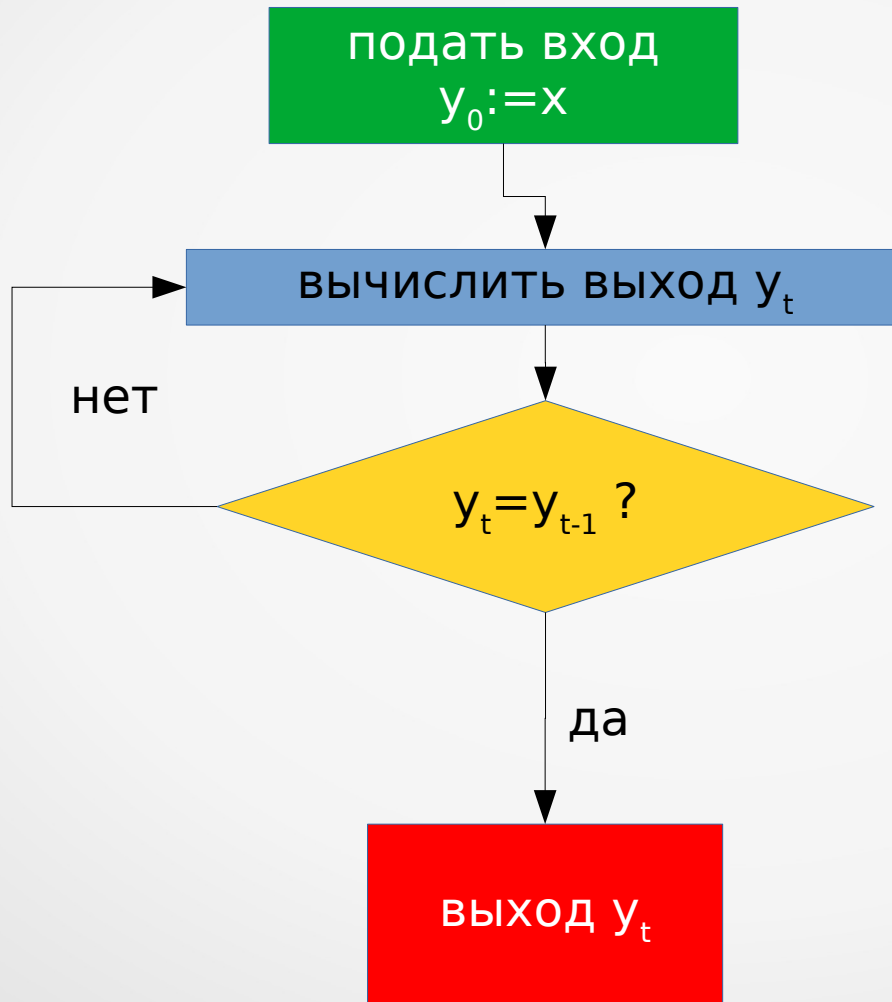 подать вход
y₀:=x
вычислить выход yₜ
нет
yₜ=yₜ₋₁ ?
да
выход yₜ